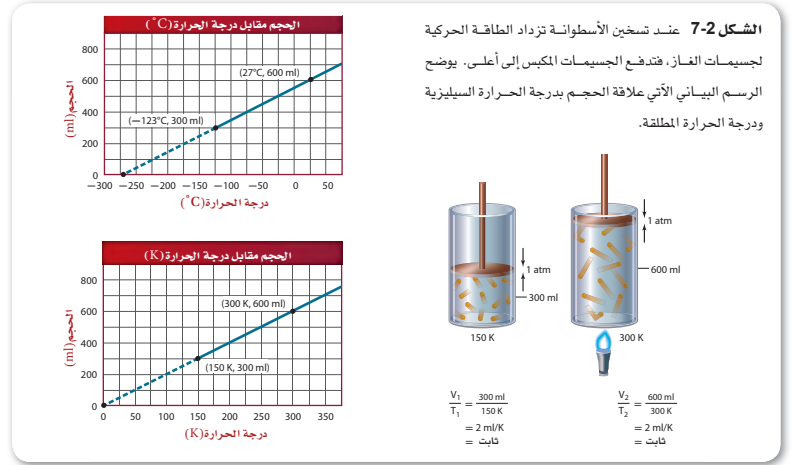 الشكل 2-7 عند تسخين الأسطوانة تزداد الطاقة الحركية
لجسيمات الغاز، فتدفع الجسيمات المكبس إلى أعلى. يوضح
الرسم البياني الآتي علاقة الحجم بدرجة الحرارة السيليزية
ودرجة الحرارة المطلقة.
الحجم مقابل درجة الحرارة (˚C)
الحجم (ml)
800
600
400
200
0
(27°C, 600 ml)
(−123°C, 300 ml)
−300 −250 −200 −150 −100 −50 0 50
درجة الحرارة (˚C)
الحجم مقابل درجة الحرارة (K)
الحجم (ml)
800
600
400
200
0
(300 K, 600 ml)
(150 K, 300 ml)
0 50 100 150 200 250 300 350
درجة الحرارة (K)
1 atm
600 ml
300 K
1 atm
300 ml
150 K
V₁/T₁ = 300 ml/150 K
= 2 ml/K
= ثابت
V₂/T₂ = 600 ml/300 K
= 2 ml/K
= ثابت